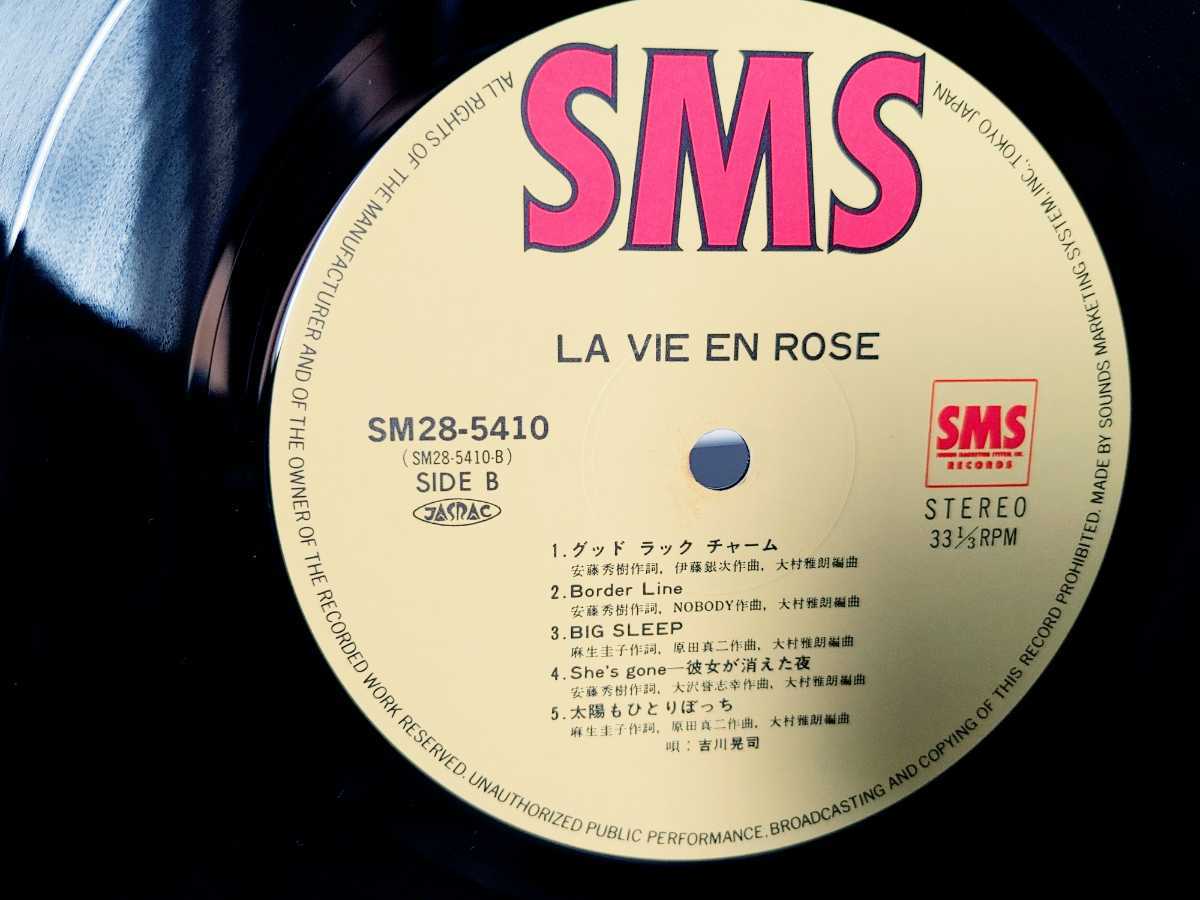 SMS
LA VIE EN ROSE
SM28-5410
(SM28-5410-B)
SIDE B
JASRAC
SMS
SOUND MARKETING SYSTEM, INC.
RECORDS
STEREO
33 1/3 RPM
1. グッド ラック チャーム
安藤秀樹作詞, 伊藤銀次作曲, 大村雅朗編曲
2. Border Line
安藤秀樹作詞, NOBODY作曲, 大村雅朗編曲
3. BIG SLEEP
麻生圭子作詞, 原田真二作曲, 大村雅朗編曲
4. She's gone—彼女が消えた夜
安藤秀樹作詞, 大沢誉志幸作曲, 大村雅朗編曲
5. 太陽もひとりぼっち
麻生圭子作詞, 原田真二作曲, 大村雅朗編曲
唄：吉川晃司
ALL RIGHTS OF THE MANUFACTURER AND OF THE OWNER OF THE RECORDED WORK RESERVED. UNAUTHORIZED PUBLIC PERFORMANCE, BROADCASTING AND COPYING OF THIS RECORD PROHIBITED. MADE BY SOUNDS MARKETING SYSTEM, INC., TOKYO JAPAN.